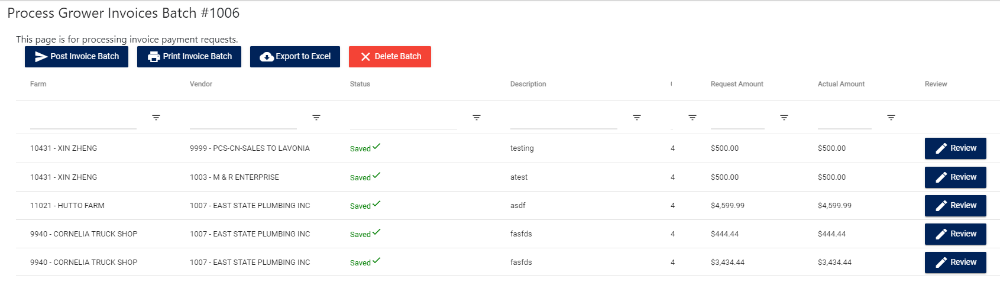 Process Grower Invoices Batch #1006
This page is for processing invoice payment requests.
Post Invoice Batch Print Invoice Batch Export to Excel Delete Batch
Farm Vendor Status Description Request Amount Actual Amount Review
10431 - XIN ZHENG 9999 - PCS-CN-SALES TO LAVONIA Saved testing 4 $500.00 $500.00 Review
10431 - XIN ZHENG 1003 - M & R ENTERPRISE Saved atest 4 $500.00 $500.00 Review
11021 - HUTTO FARM 1007 - EAST STATE PLUMBING INC Saved asdf 4 $4,599.99 $4,599.99 Review
9940 - CORNELIA TRUCK SHOP 1007 - EAST STATE PLUMBING INC Saved fasfds 4 $444.44 $444.44 Review
9940 - CORNELIA TRUCK SHOP 1007 - EAST STATE PLUMBING INC Saved fasfds 4 $3,434.44 $3,434.44 Review